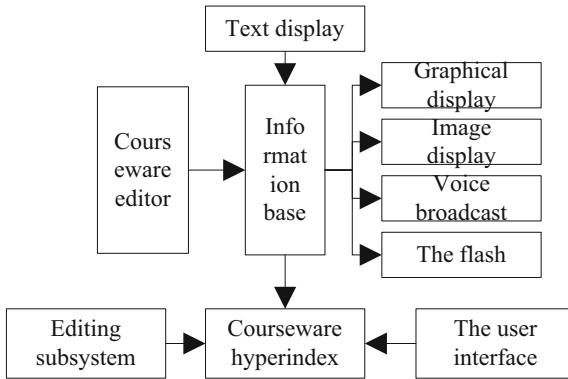 Text display
Graphical
display
Cours
eware
editor
Info
rmat
ion
base
Image
display
Voice
broadcast
The flash
Editing
subsystem
Courseware
hyperindex
The user
interface